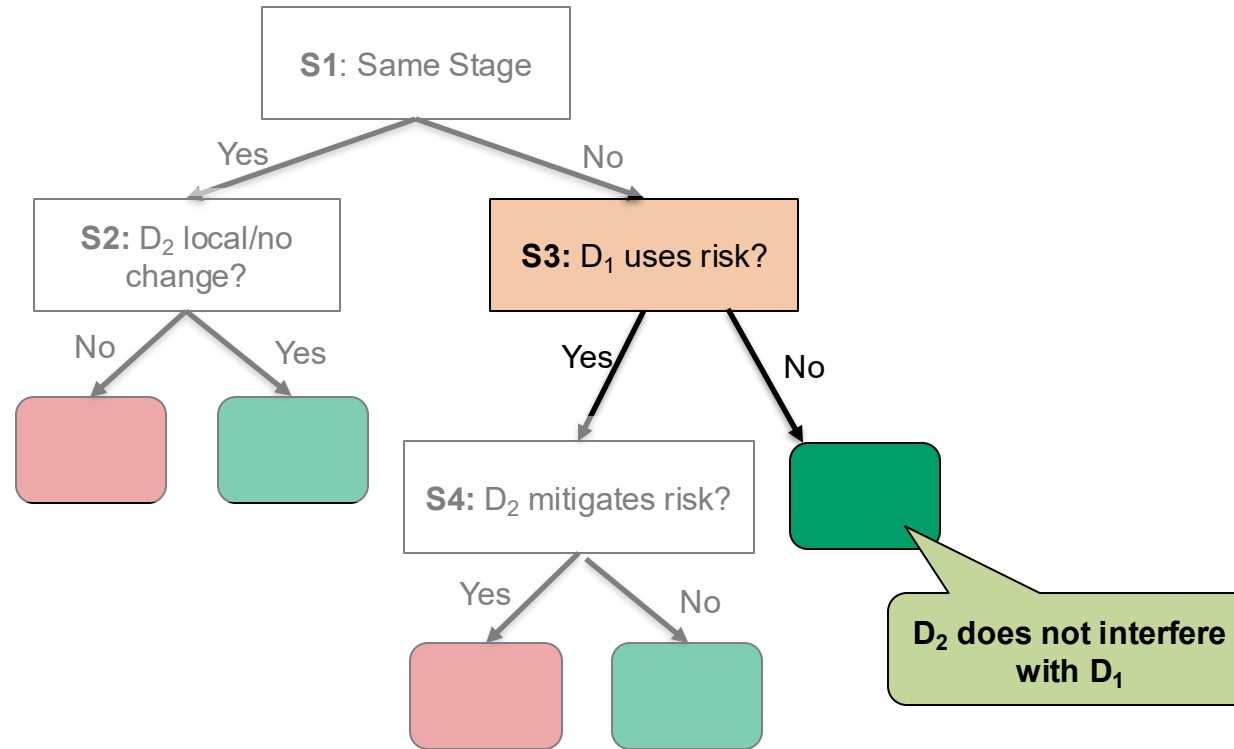 S1: Same Stage
Yes
No
S2: D₂ local/no
change?
S3: D₁ uses risk?
No
Yes
Yes
No
S4: D₂ mitigates risk?
Yes
No
D₂ does not interfere
with D₁